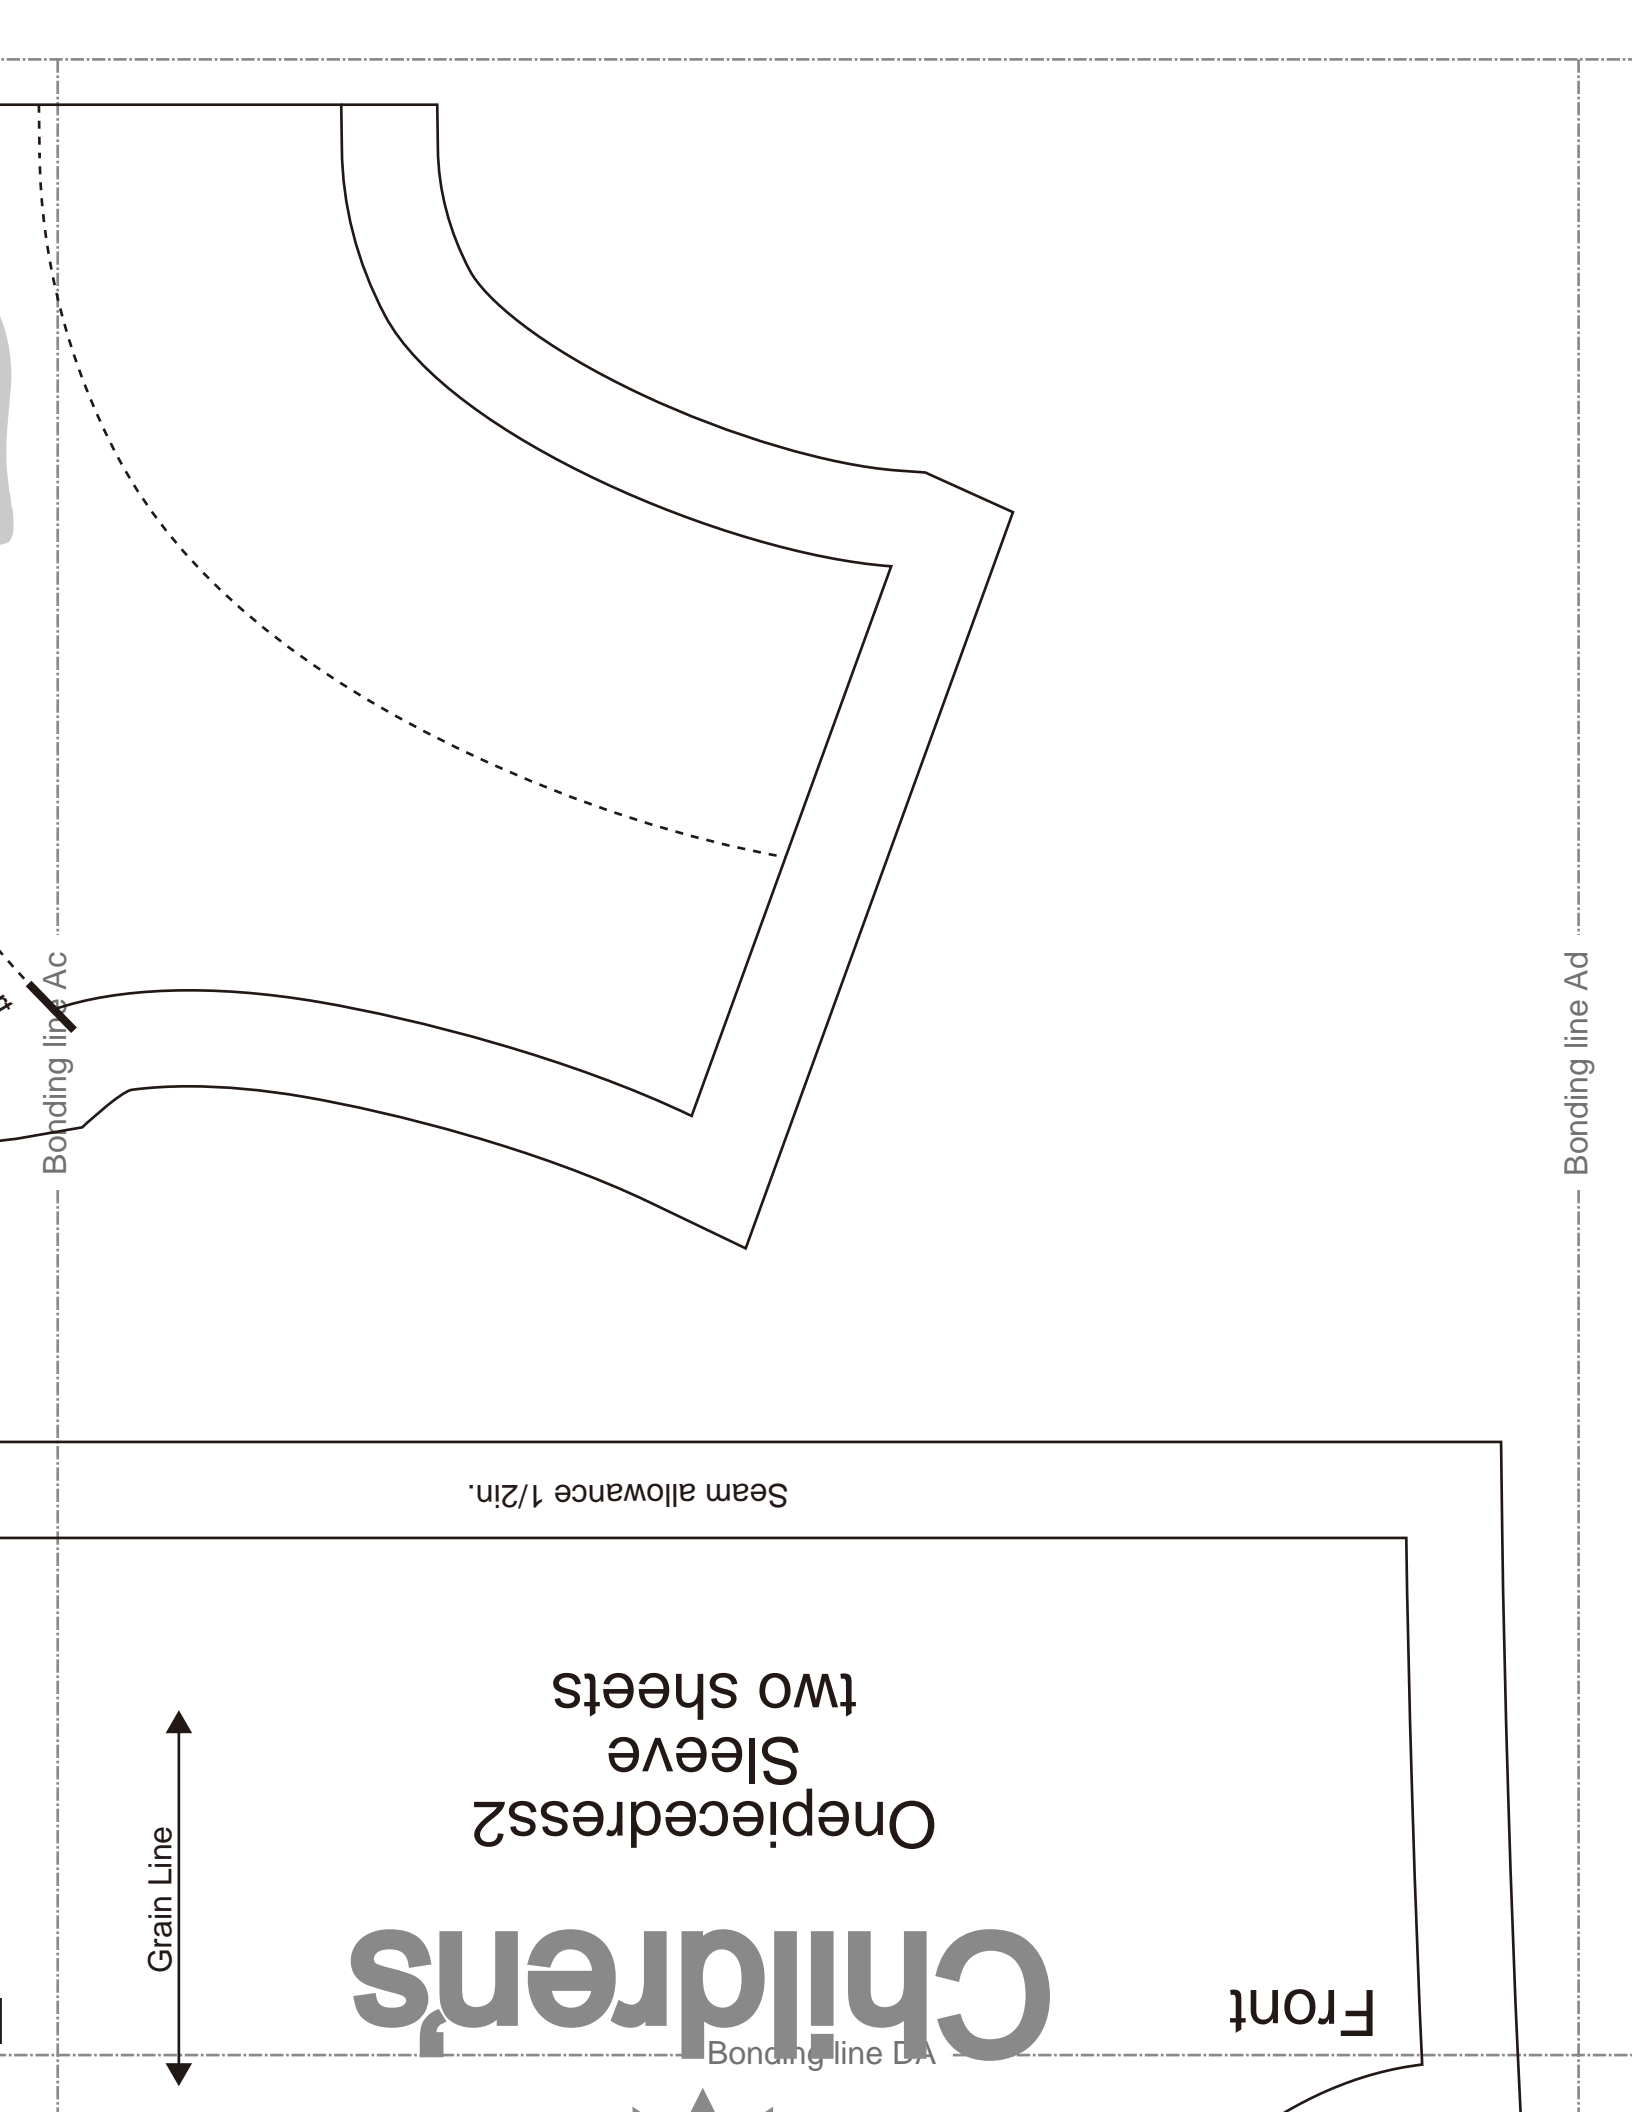 Bonding line Ac
Bonding line Ad
Seam allowance 1/2in.
Children's
Onepiecedress2
Sleeve
two sheets
Front
Grain Line
Bonding line DA